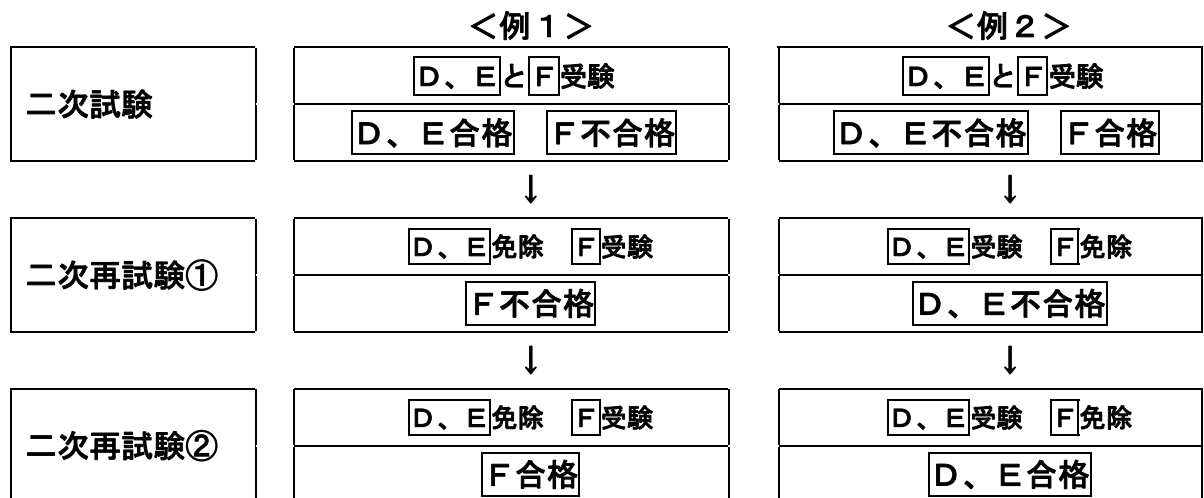 ＜例１＞　＜例２＞
二次試験
Ｄ、ＥとＦ受験
Ｄ、Ｅ合格　Ｆ不合格
Ｄ、ＥとＦ受験
Ｄ、Ｅ不合格　Ｆ合格
↓　↓
二次再試験①
Ｄ、Ｅ免除　Ｆ受験
Ｆ不合格
Ｄ、Ｅ受験　Ｆ免除
Ｄ、Ｅ不合格
↓　↓
二次再試験②
Ｄ、Ｅ免除　Ｆ受験
Ｆ合格
Ｄ、Ｅ受験　Ｆ免除
Ｄ、Ｅ合格